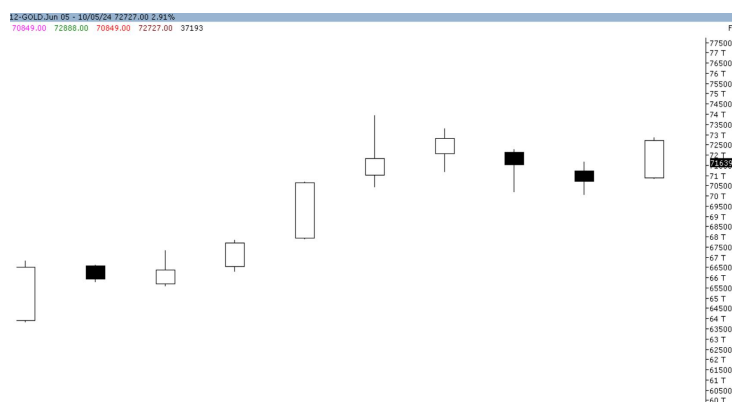 12-GOLD.Jun 05 - 10/05/24 72727.00 2.91%
70849.00 72888.00 70849.00 72727.00 37193
F
77500
77 T
76500
76 T
75500
75 T
74500
74 T
73500
73 T
72500
72 T
71639
71 T
70500
70 T
69500
69 T
68500
68 T
67500
67 T
66500
66 T
65500
65 T
64500
64 T
63500
63 T
62500
62 T
61500
61 T
60500
60 T